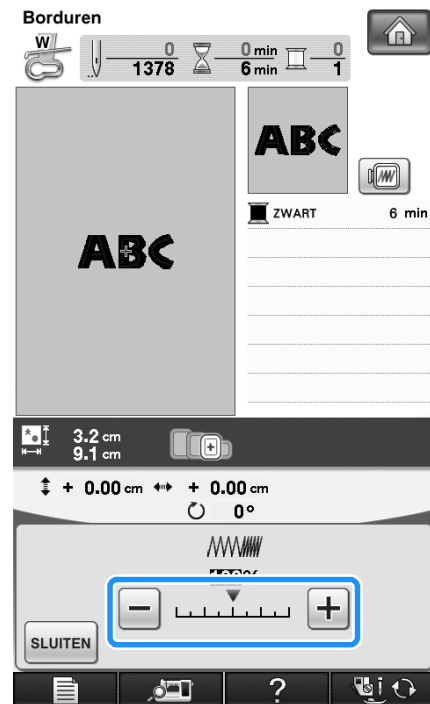 Borduren
W
0 0 min 0
1378 6 min 1
ABC
ABC
ZWART 6 min
3.2 cm
9.1 cm
+ 0.00 cm + 0.00 cm
0°
− +
SLUITEN
?